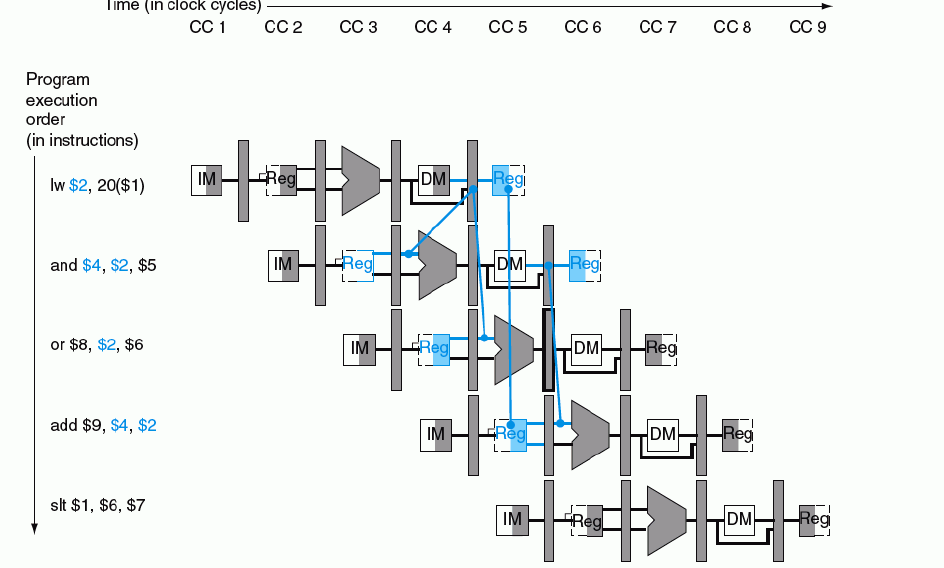 Time (in clock cycles)
CC 1 CC 2 CC 3 CC 4 CC 5 CC 6 CC 7 CC 8 CC 9
Program
execution
order
(in instructions)
lw $2, 20($1)
IM Reg DM Reg
and $4, $2, $5
IM Reg DM Reg
or $8, $2, $6
IM Reg DM Reg
add $9, $4, $2
IM Reg DM Reg
slt $1, $6, $7
IM Reg DM Reg